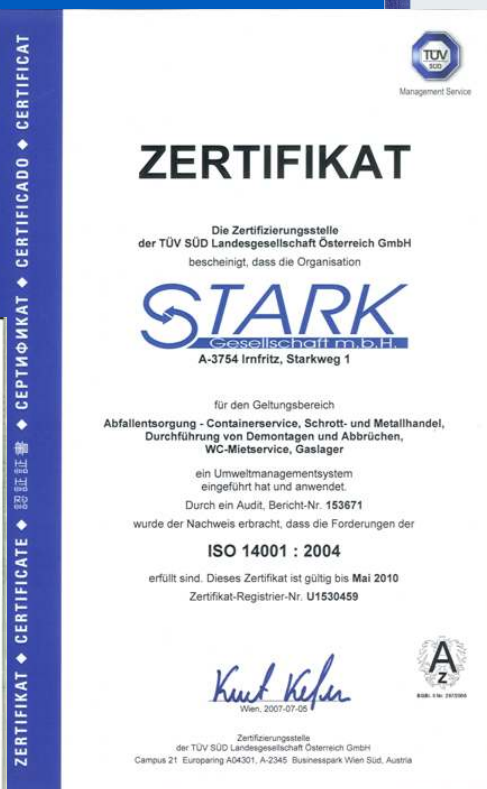 ZERTIFIKAT ◆ CERTIFICATE ◆ 認証証書 ◆ СЕРТИФИКАТ ◆ CERTIFICADO ◆ CERTIFICAT
TÜV
SÜD
Management Service
ZERTIFIKAT
Die Zertifizierungsstelle
der TÜV SÜD Landesgesellschaft Österreich GmbH
bescheinigt, dass die Organisation
STARK
Gesellschaft m.b.H.
A-3754 Irnfritz, Starkweg 1
für den Geltungsbereich
Abfallentsorgung - Containerservice, Schrott- und Metallhandel,
Durchführung von Demontagen und Abbrüchen,
WC-Mietservice, Gaslager
ein Umweltmanagementsystem
eingeführt hat und anwendet.
Durch ein Audit, Bericht-Nr. 153671
wurde der Nachweis erbracht, dass die Forderungen der
ISO 14001 : 2004
erfüllt sind. Dieses Zertifikat ist gültig bis Mai 2010
Zertifikat-Registrier-Nr. U1530459
Wien, 2007-07-05
A
Z
Zertifizierungsstelle
der TÜV SÜD Landesgesellschaft Österreich GmbH
Campus 21 Europaring A04301, A-2345 Businesspark Wien Süd, Austria